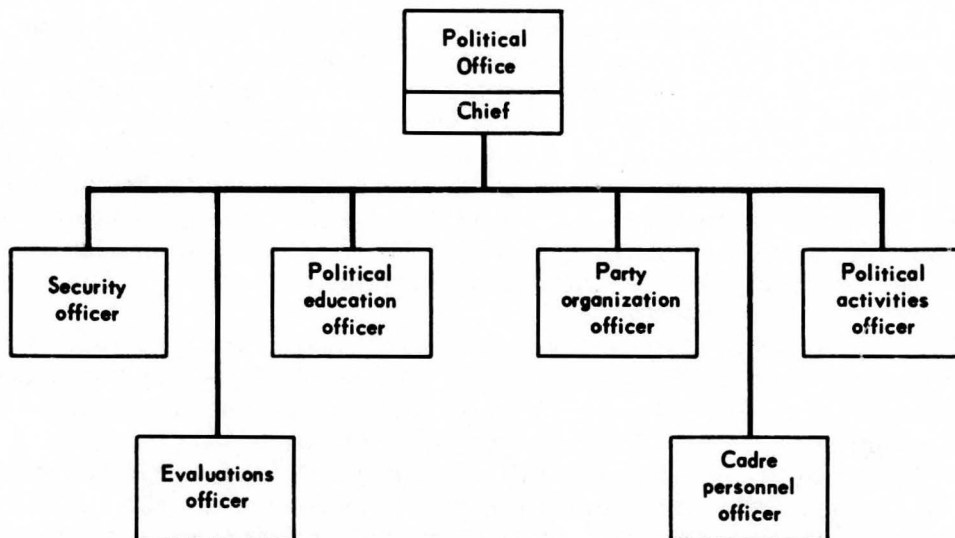 Political
Office
Chief
Security
officer
Political
education
officer
Party
organization
officer
Political
activities
officer
Evaluations
officer
Cadre
personnel
officer